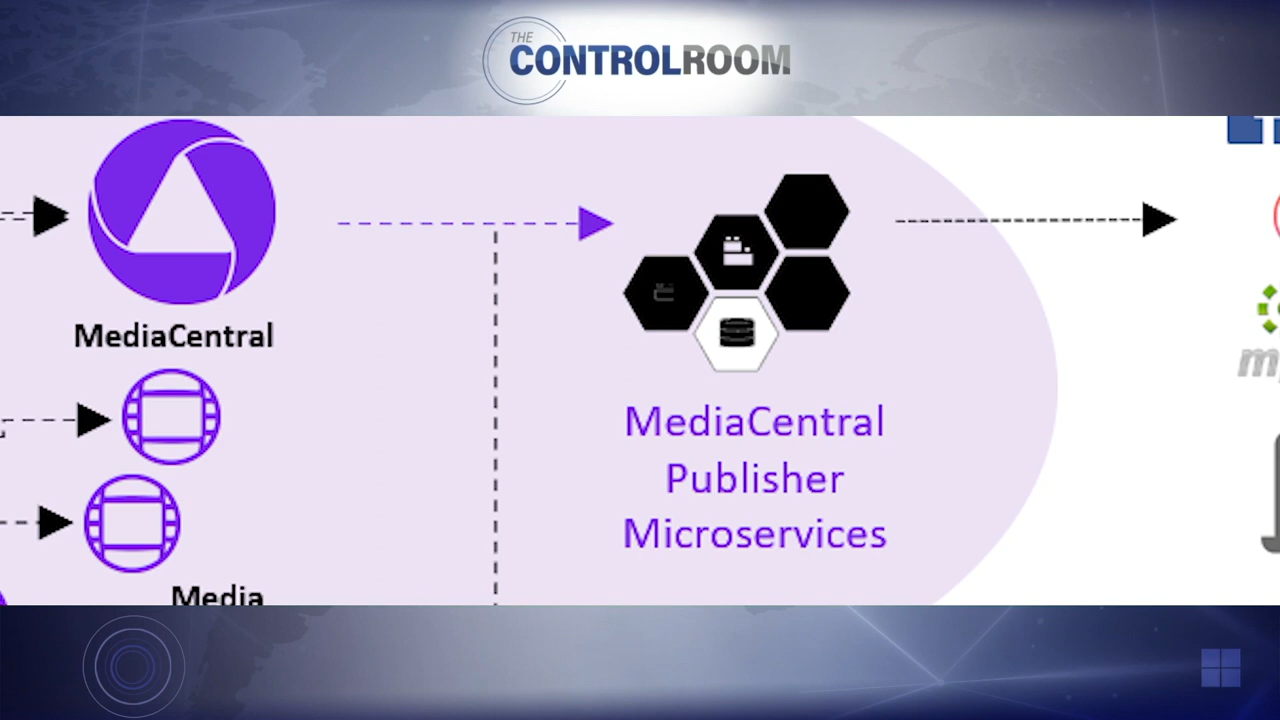 THE
CONTROLROOM
MediaCentral
MediaCentral
Publisher
Microservices
Media